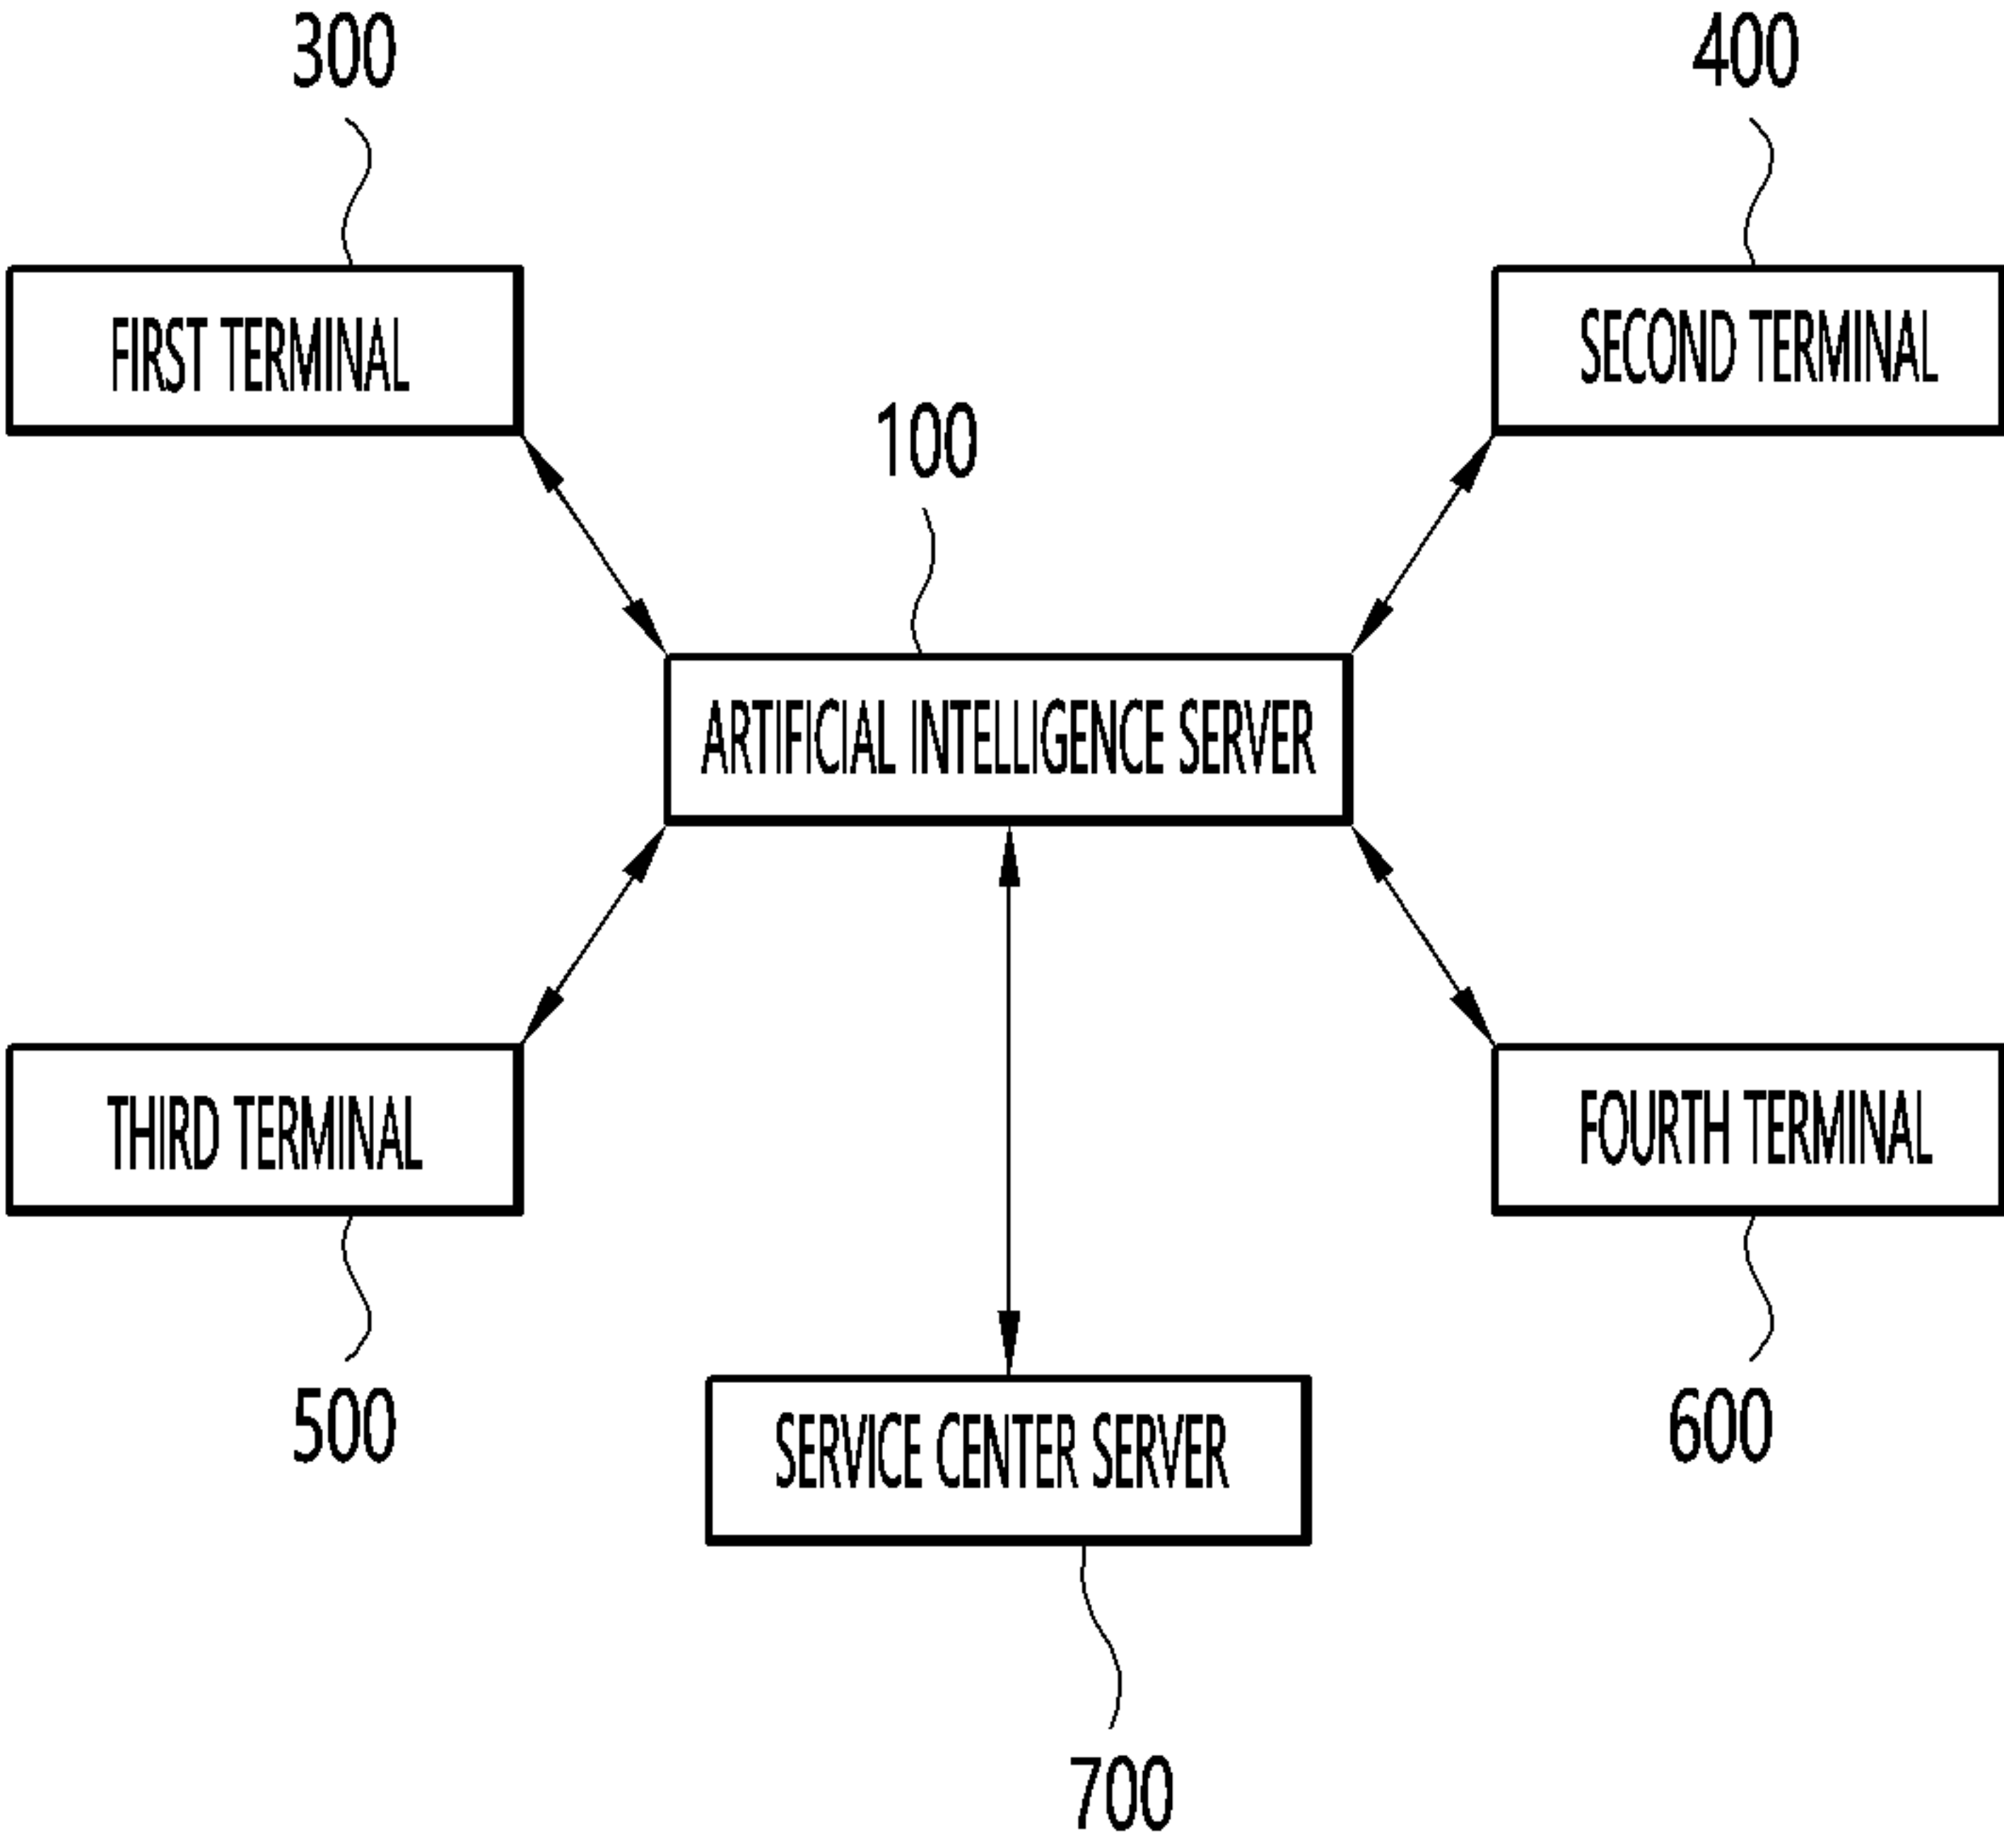 300
400
FIRST TERMINAL
SECOND TERMINAL
100
ARTIFICIAL INTELLIGENCE SERVER
THIRD TERMINAL
FOURTH TERMINAL
500
600
SERVICE CENTER SERVER
700